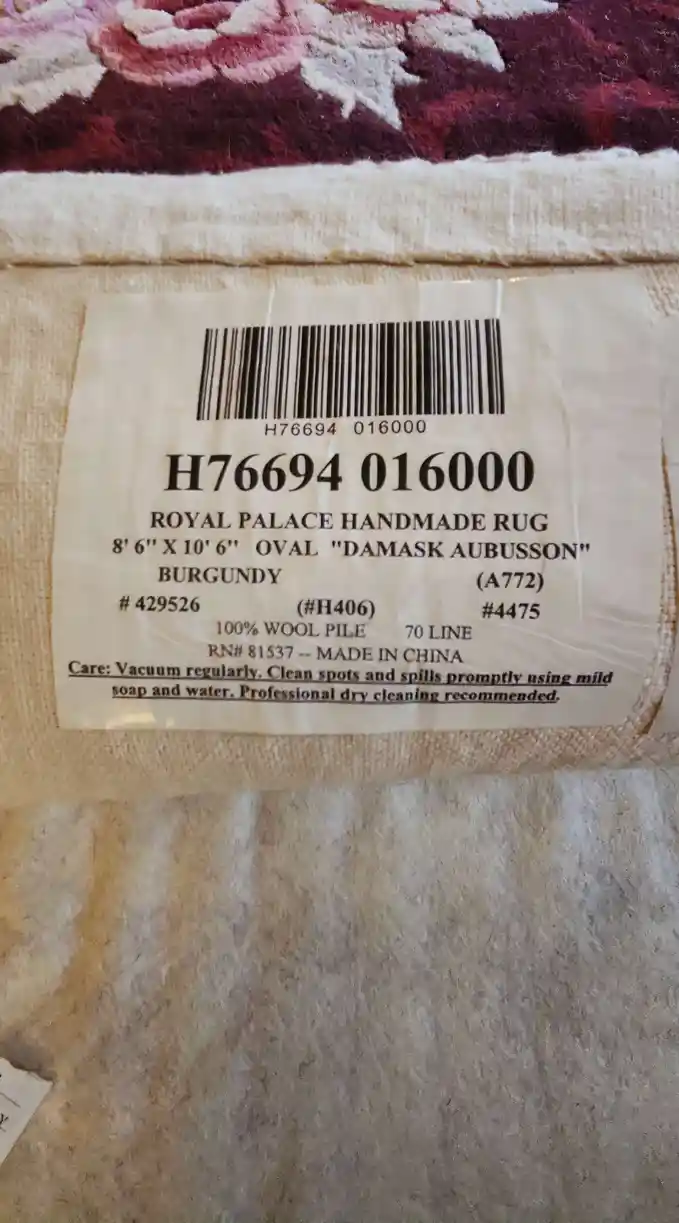 H76694 016000
H76694 016000
ROYAL PALACE HANDMADE RUG
8' 6" X 10' 6" OVAL "DAMASK AUBUSSON"
BURGUNDY (A772)
# 429526 (#H406) #4475
100% WOOL PILE 70 LINE
RN# 81537 -- MADE IN CHINA
Care: Vacuum regularly. Clean spots and spills promptly using mild
soap and water. Professional dry cleaning recommended.